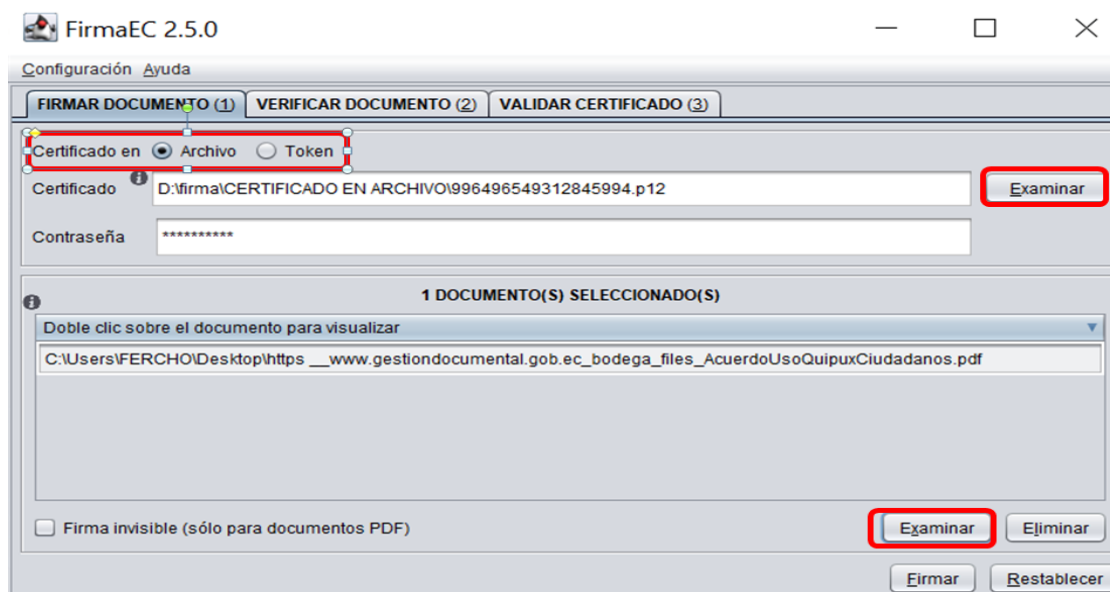 FirmaEC 2.5.0
Configuración Ayuda
FIRMAR DOCUMENTO (1) VERIFICAR DOCUMENTO (2) VALIDAR CERTIFICADO (3)
Certificado en Archivo Token
Certificado D:\firma\CERTIFICADO EN ARCHIVO\996496549312845994.p12 Examinar
Contraseña **********
1 DOCUMENTO(S) SELECCIONADO(S)
Doble clic sobre el documento para visualizar
C:\Users\FERCHO\Desktop\https __www.gestiondocumental.gob.ec_bodega_files_AcuerdoUsoQuipuxCiudadanos.pdf
Firma invisible (sólo para documentos PDF) Examinar Eliminar
Firmar Restablecer